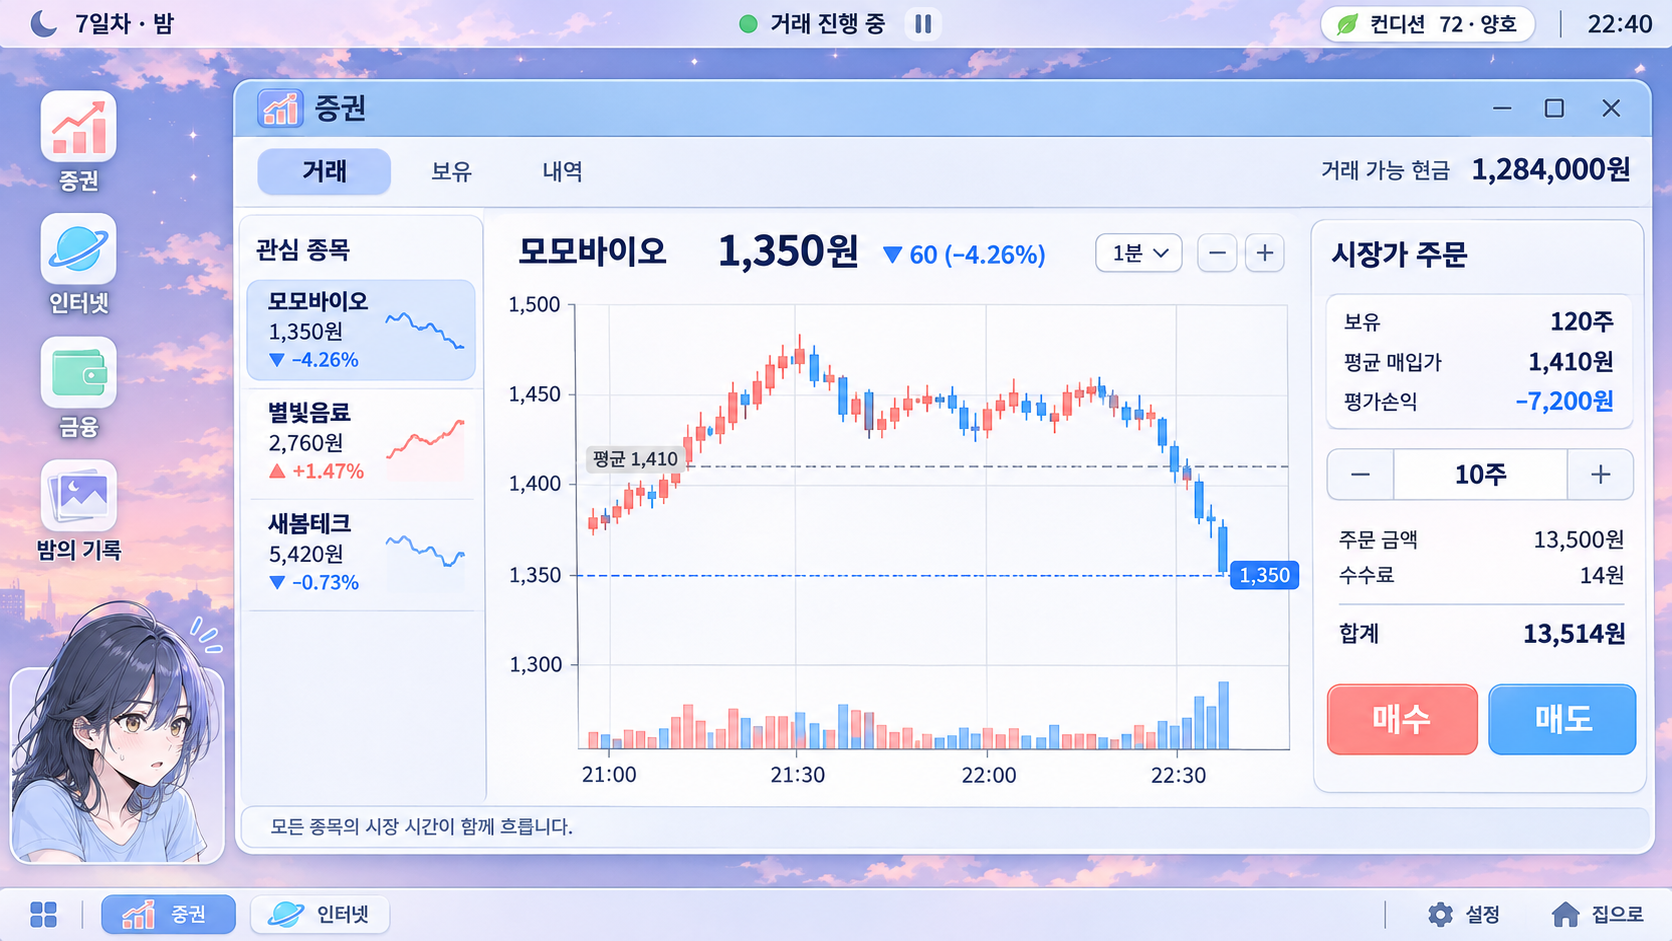 7일차 · 밤
거래 진행 중
컨디션 72 · 양호
22:40
증권
인터넷
금융
밤의 기록
증권
거래
보유
내역
거래 가능 현금 1,284,000원
관심 종목
모모바이오
1,350원
▼ -4.26%
별빛음료
2,760원
▲ +1.47%
새봄테크
5,420원
▼ -0.73%
모모바이오 1,350원 ▼ 60 (-4.26%)
1분
1,500
1,450
평균 1,410
1,400
1,350
1,350
1,300
21:00
21:30
22:00
22:30
시장가 주문
보유 120주
평균 매입가 1,410원
평가손익 -7,200원
10주
주문 금액 13,500원
수수료 14원
합계 13,514원
매수
매도
모든 종목의 시장 시간이 함께 흐릅니다.
중권
인터넷
설정
집으로